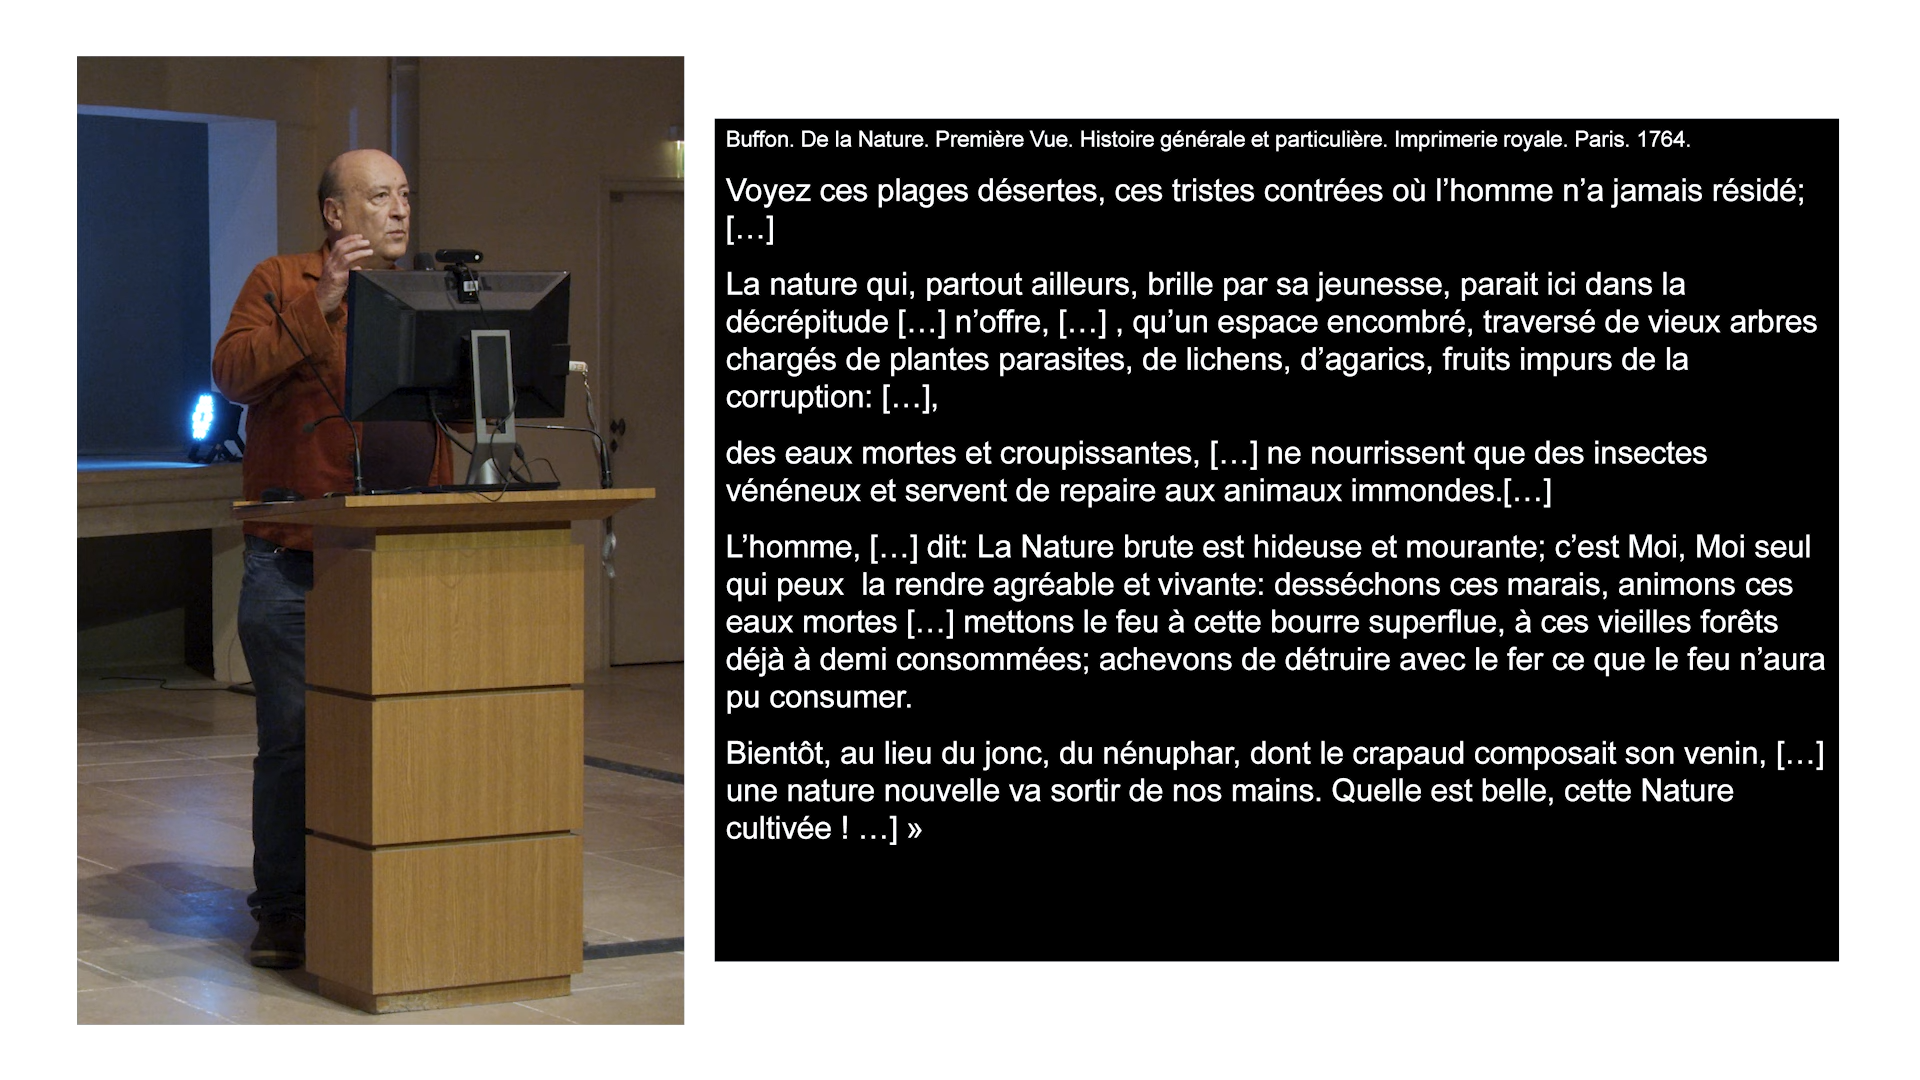 Buffon. De la Nature. Première Vue. Histoire générale et particulière. Imprimerie royale. Paris. 1764.
Voyez ces plages désertes, ces tristes contrées où l’homme n’a jamais résidé;
[…]
La nature qui, partout ailleurs, brille par sa jeunesse, parait ici dans la
décrépitude […] n’offre, […] , qu’un espace encombré, traversé de vieux arbres
chargés de plantes parasites, de lichens, d’agarics, fruits impurs de la
corruption: […],
des eaux mortes et croupissantes, […] ne nourrissent que des insectes
vénéneux et servent de repaire aux animaux immondes.[…]
L’homme, […] dit: La Nature brute est hideuse et mourante; c’est Moi, Moi seul
qui peux  la rendre agréable et vivante: desséchons ces marais, animons ces
eaux mortes […] mettons le feu à cette bourre superflue, à ces vieilles forêts
déjà à demi consommées; achevons de détruire avec le fer ce que le feu n’aura
pu consumer.
Bientôt, au lieu du jonc, du nénuphar, dont le crapaud composait son venin, […]
une nature nouvelle va sortir de nos mains. Quelle est belle, cette Nature
cultivée ! …] »